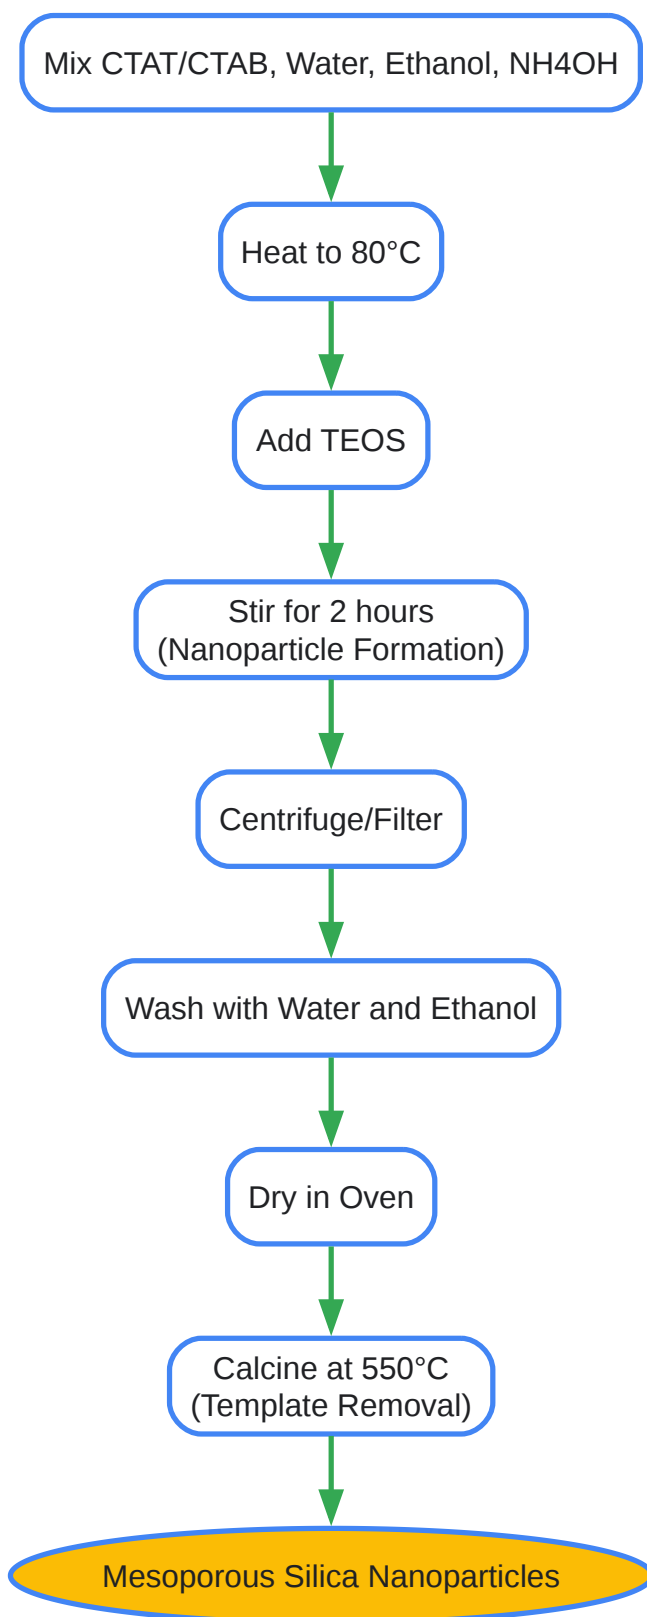 Mix CTAT/CTAB, Water, Ethanol, NH4OH
Heat to 80°C
Add TEOS
Stir for 2 hours
(Nanoparticle Formation)
Centrifuge/Filter
Wash with Water and Ethanol
Dry in Oven
Calcine at 550°C
(Template Removal)
Mesoporous Silica Nanoparticles